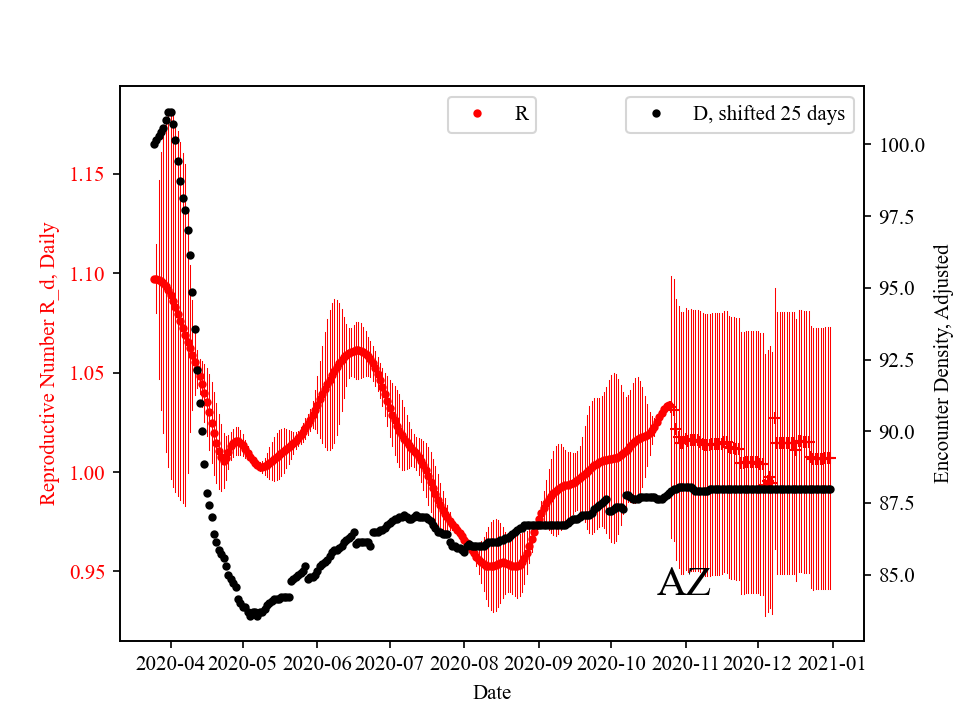 R
D, shifted 25 days
Reproductive Number R_d, Daily
1.15
1.10
1.05
1.00
0.95
100.0
97.5
95.0
92.5
90.0
87.5
85.0
Encounter Density, Adjusted
AZ
2020-04 2020-05 2020-06 2020-07 2020-08 2020-09 2020-10 2020-11 2020-12 2021-01
Date